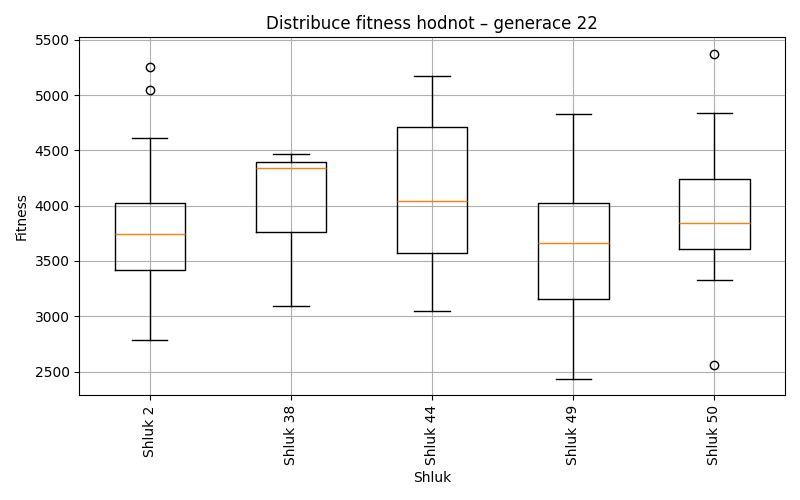 Distribuce fitness hodnot – generace 22
5500
5000
4500
4000
3500
3000
2500
Fitness
Shluk 2
Shluk 38
Shluk 44
Shluk 49
Shluk 50
Shluk